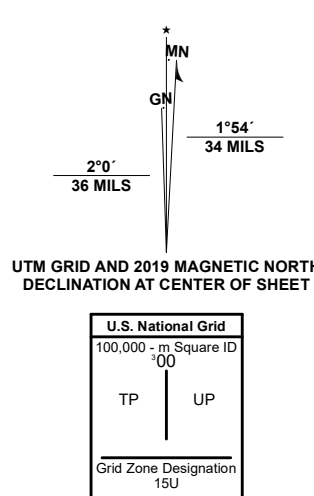 ★
MN
GN
1°54´
34 MILS
2°0´
36 MILS
UTM GRID AND 2019 MAGNETIC NORTH
DECLINATION AT CENTER OF SHEET
U.S. National Grid
100,000 - m Square ID
³00
TP UP
Grid Zone Designation
15U